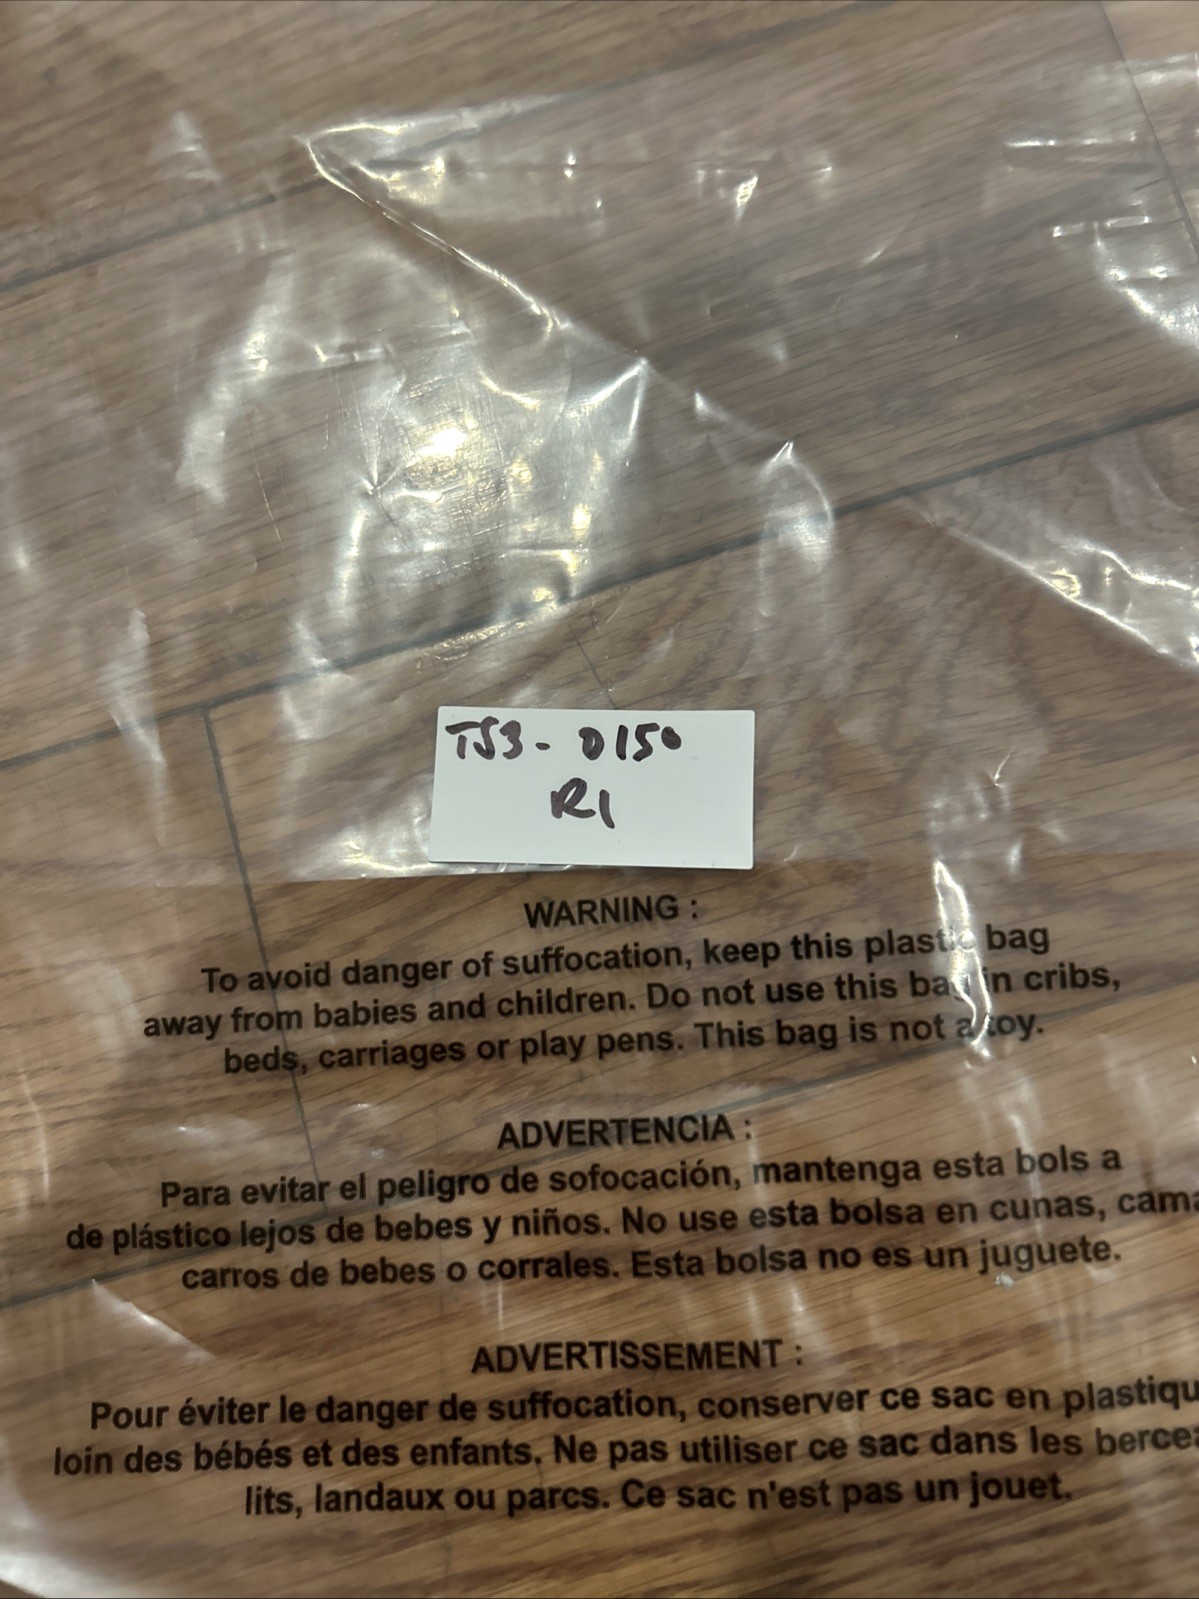 TS3-0150
R1
WARNING :
To avoid danger of suffocation, keep this plastic bag
away from babies and children. Do not use this bag in cribs,
beds, carriages or play pens. This bag is not a toy.
ADVERTENCIA :
Para evitar el peligro de sofocación, mantenga esta bols a
de plástico lejos de bebes y niños. No use esta bolsa en cunas, cama
carros de bebes o corrales. Esta bolsa no es un juguete.
ADVERTISSEMENT :
Pour éviter le danger de suffocation, conserver ce sac en plastiqu
loin des bébés et des enfants. Ne pas utiliser ce sac dans les berce
lits, landaux ou parcs. Ce sac n'est pas un jouet.